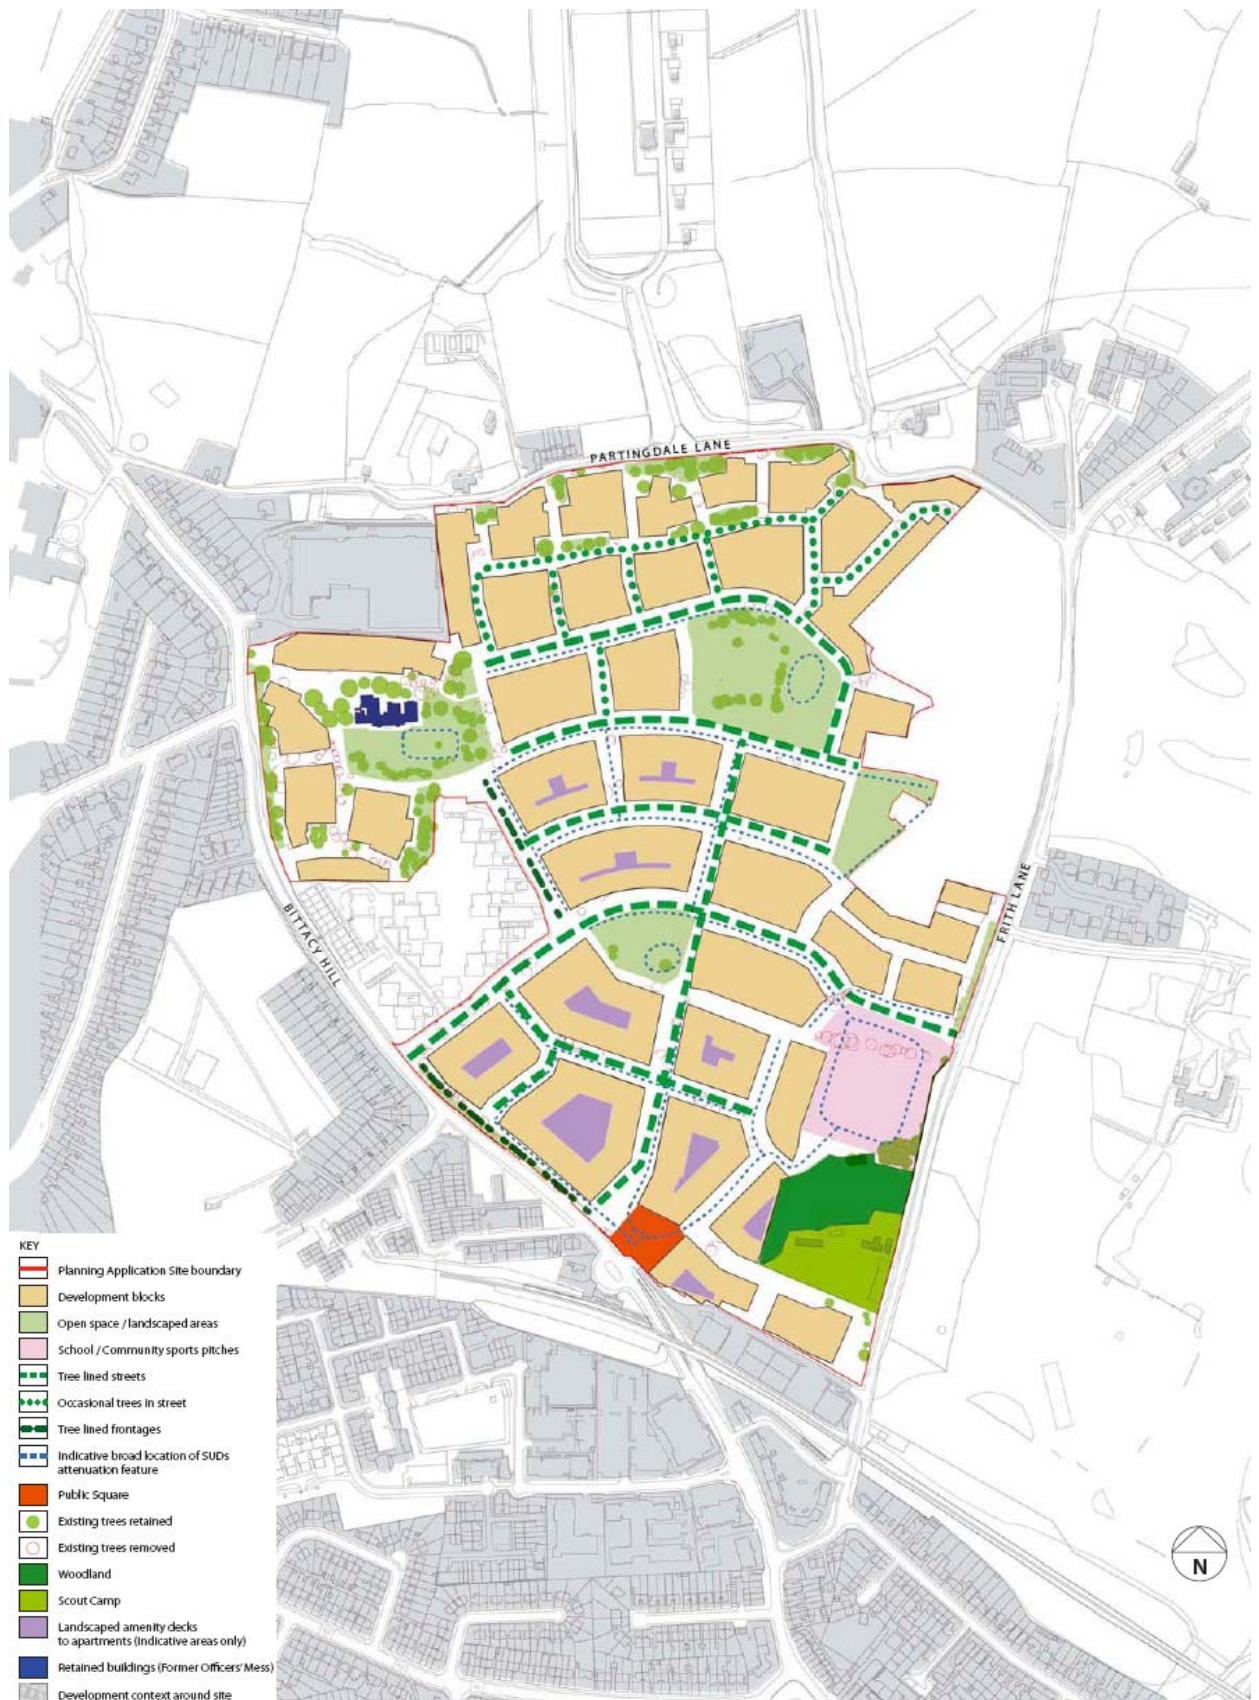 PARTINGDALE LANE
FRITH LANE
BITTACY HILL
KEY
Planning Application Site boundary
Development blocks
Open space / landscaped areas
School / Community sports pitches
Tree lined streets
Occasional trees in street
Tree lined frontages
Indicative broad location of SUDs
attenuation feature
Public Square
Existing trees retained
Existing trees removed
Woodland
Scout Camp
Landscaped amenity decks
to apartments (Indicative areas only)
Retained buildings (Former Officers' Mess)
Development context around site
N